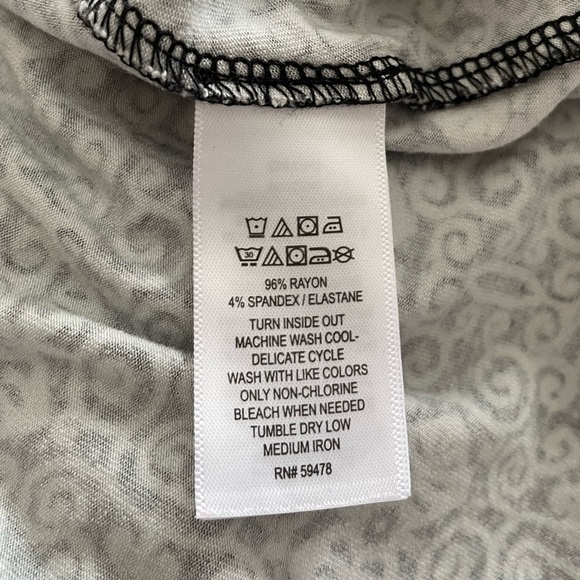 30
96% RAYON
4% SPANDEX / ELASTANE
TURN INSIDE OUT
MACHINE WASH COOL-
DELICATE CYCLE
WASH WITH LIKE COLORS
ONLY NON-CHLORINE
BLEACH WHEN NEEDED
TUMBLE DRY LOW
MEDIUM IRON
RN# 59478